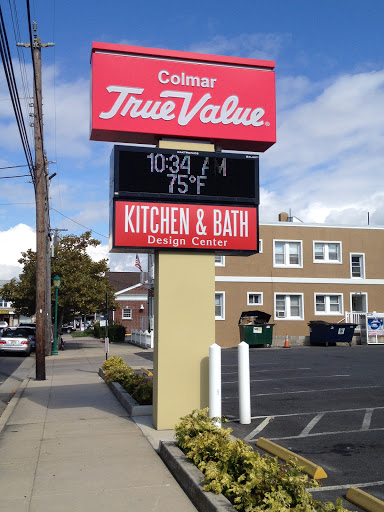 Colmar
True Value®
10:34 AM
75°F
KITCHEN & BATH
Design Center